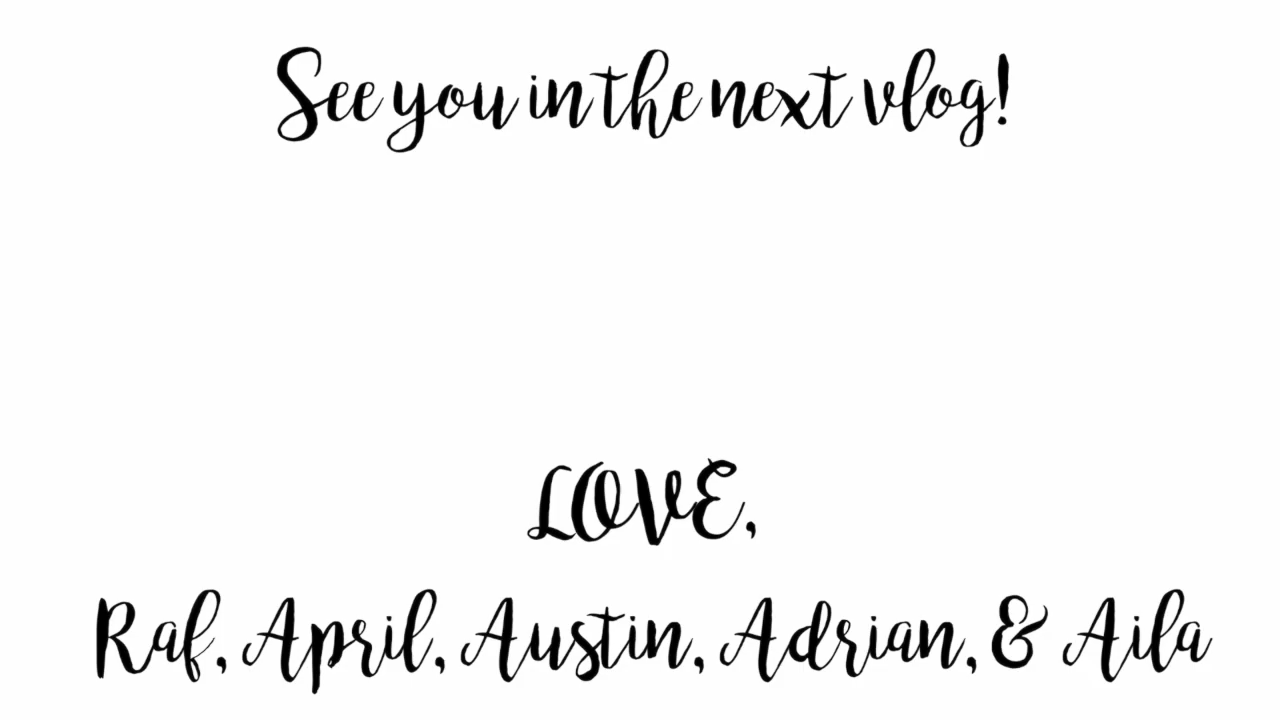 See you in the next vlog!
LOVE,
Raf, April, Austin, Adrian, & Aila